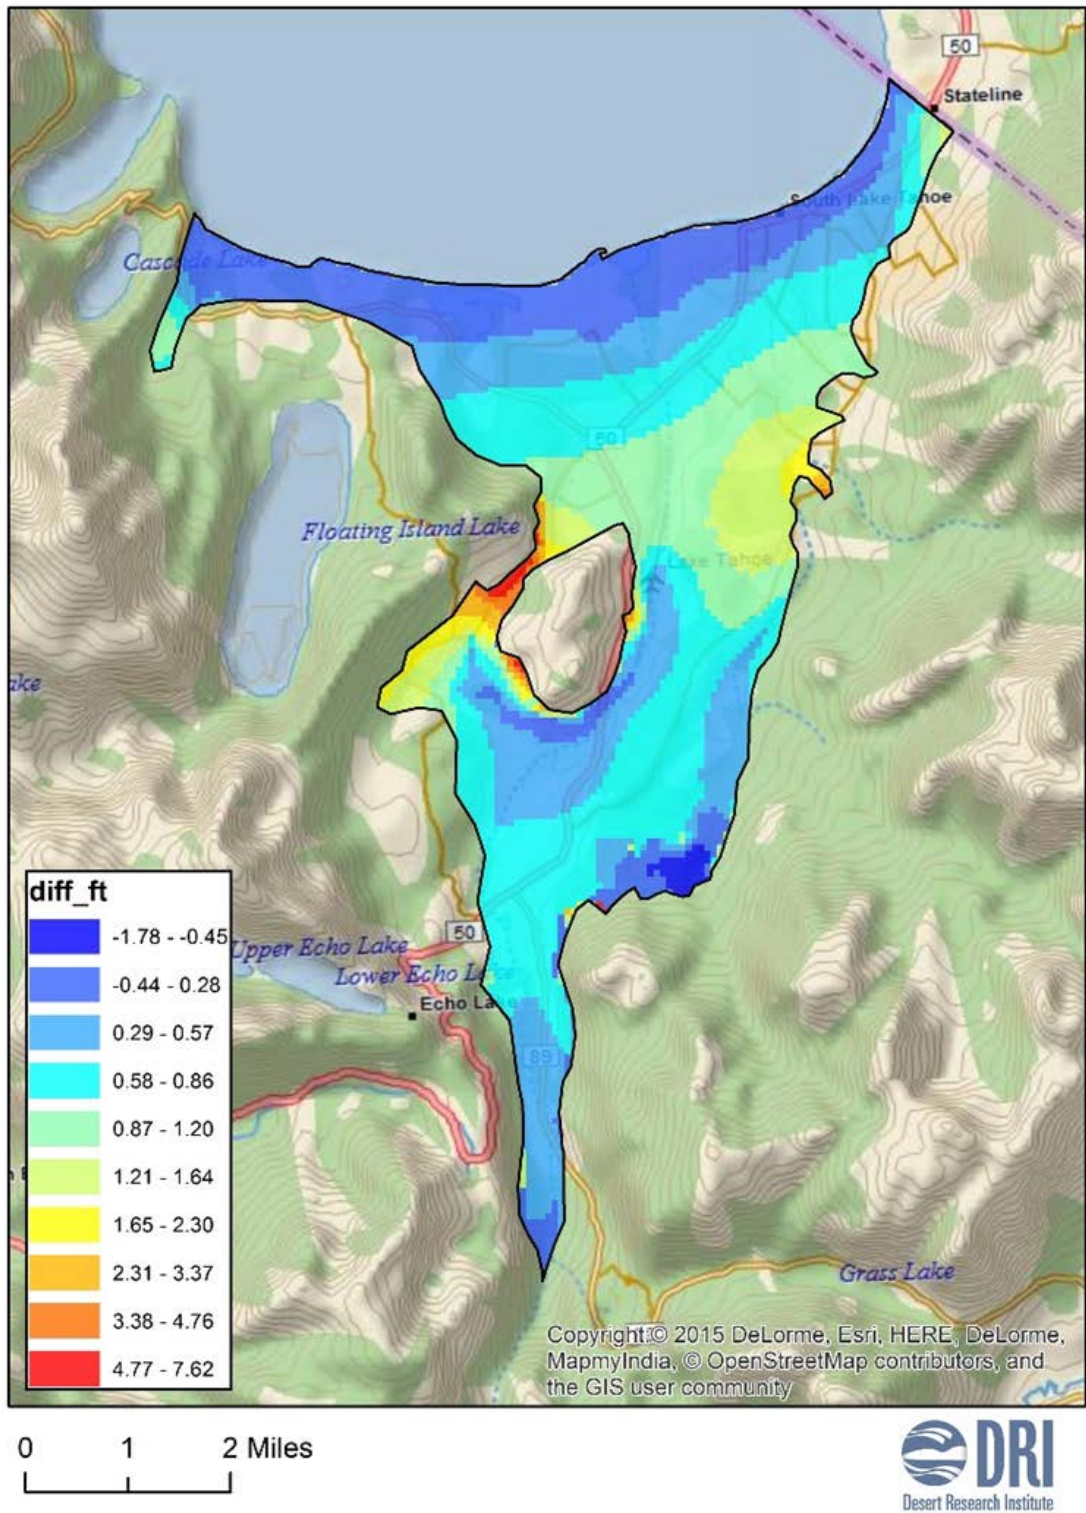 50
Stateline
South Lake Tahoe
Cascade Lake
50
Floating Island Lake
Lake Tahoe
ake
diff_ft
-1.78 - -0.45
-0.44 - 0.28
0.29 - 0.57
0.58 - 0.86
0.87 - 1.20
1.21 - 1.64
1.65 - 2.30
2.31 - 3.37
3.38 - 4.76
4.77 - 7.62
50
Upper Echo Lake
Lower Echo Lake
Echo Lake
89
Grass Lake
Copyright:© 2015 DeLorme, Esri, HERE, DeLorme,
MapmyIndia, © OpenStreetMap contributors, and
the GIS user community
0 1 2 Miles
DRI
Desert Research Institute